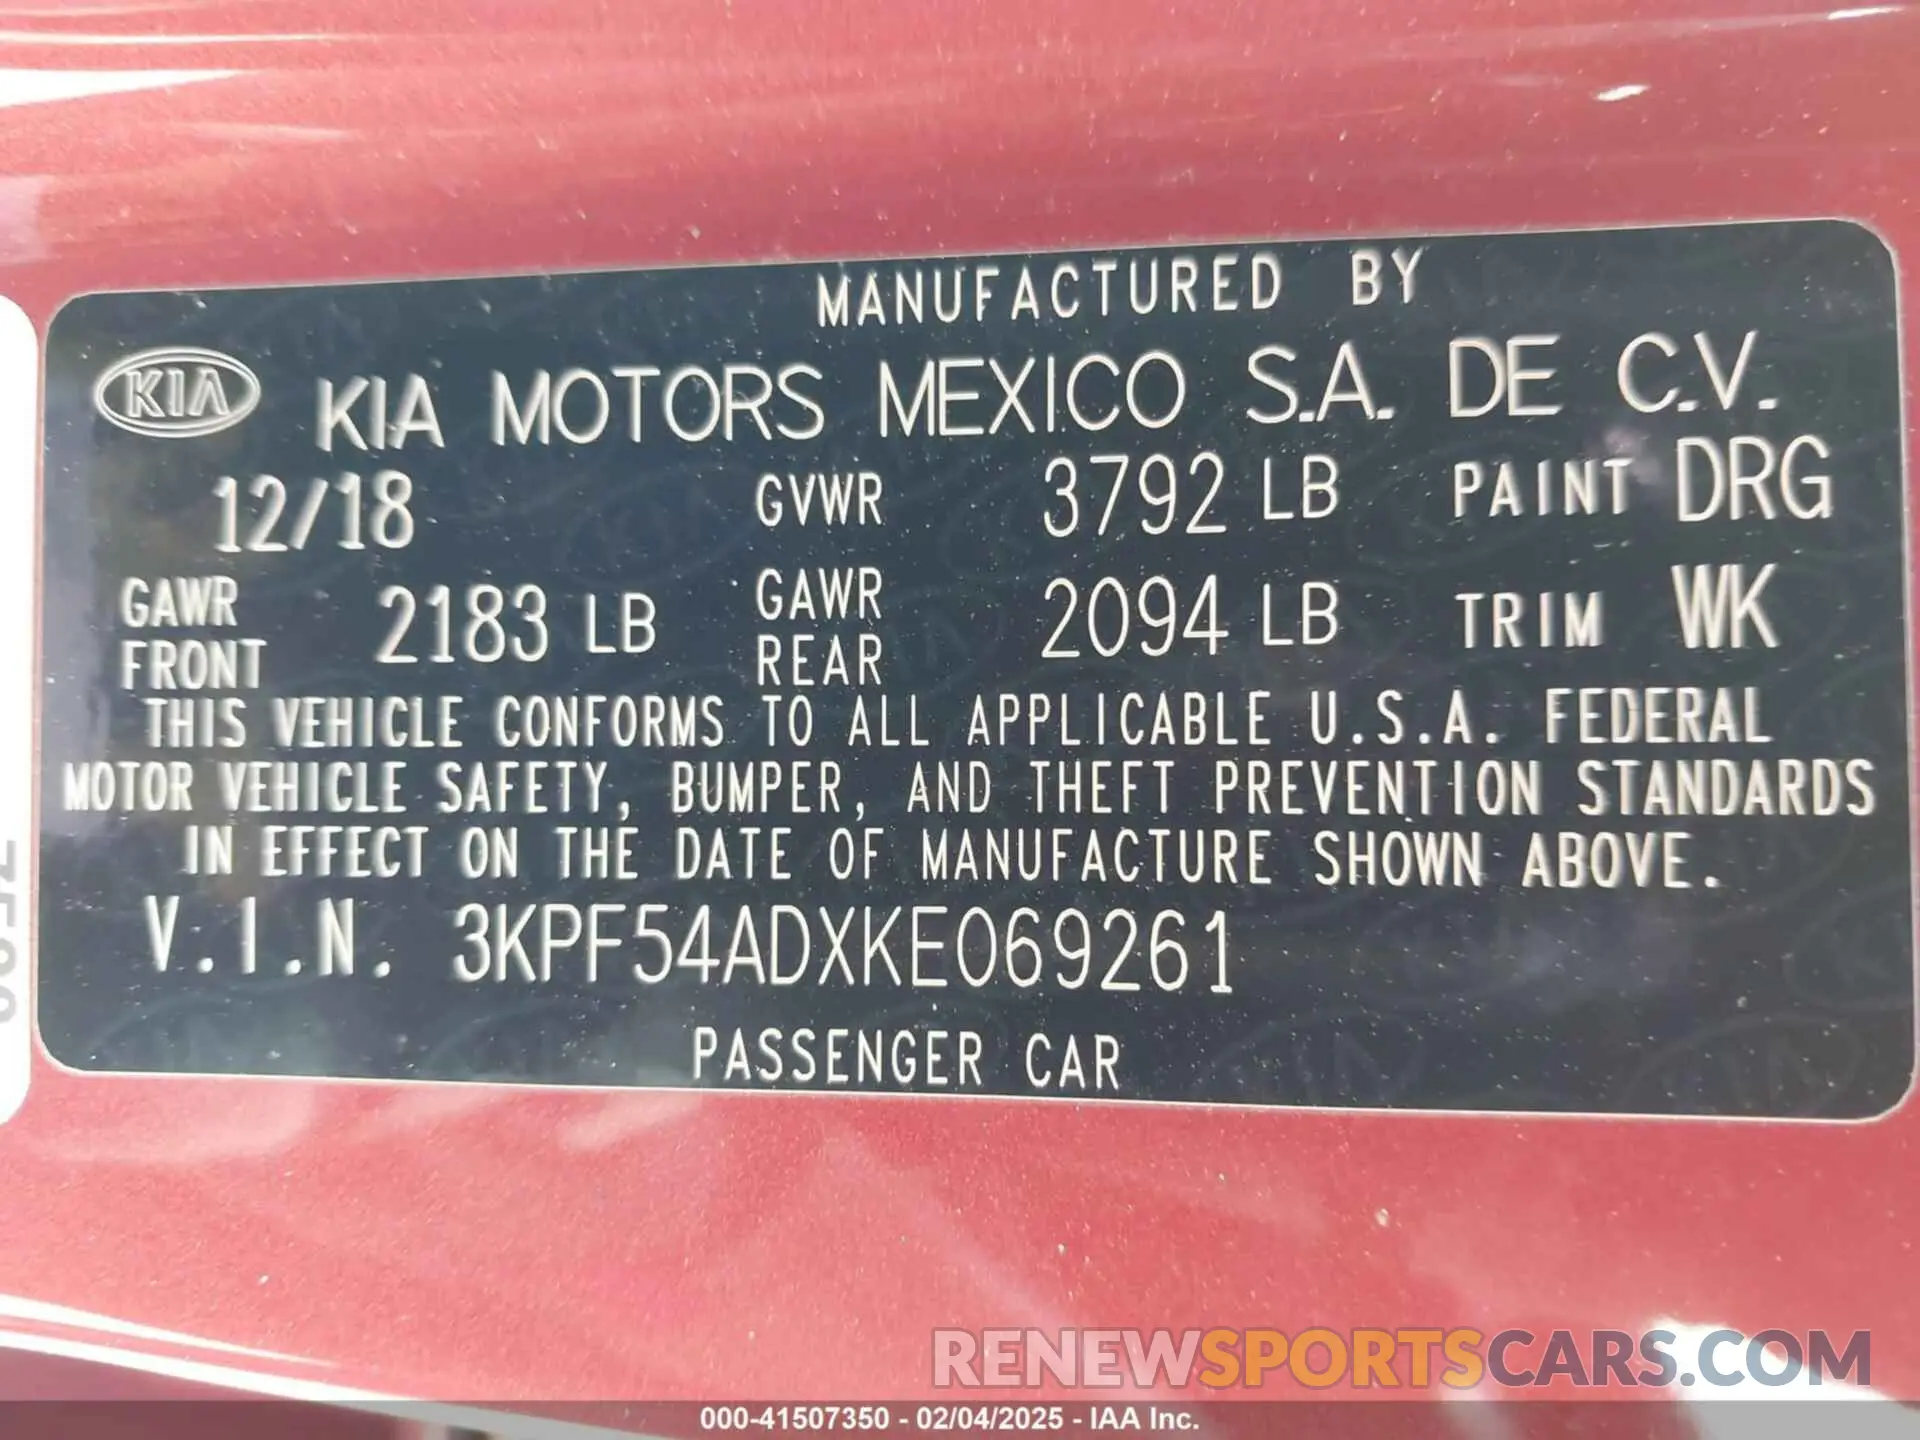 MANUFACTURED BY
KIA KIA MOTORS MEXICO S.A. DE C.V.
12/18 GVWR 3792 LB PAINT DRG
GAWR FRONT 2183 LB GAWR REAR 2094 LB TRIM WK
THIS VEHICLE CONFORMS TO ALL APPLICABLE U.S.A. FEDERAL
MOTOR VEHICLE SAFETY, BUMPER, AND THEFT PREVENTION STANDARDS
IN EFFECT ON THE DATE OF MANUFACTURE SHOWN ABOVE.
V.I.N. 3KPF54ADXKE069261
PASSENGER CAR
RENEWSPORTSCARS.COM
000-41507350 - 02/04/2025 - IAA Inc.